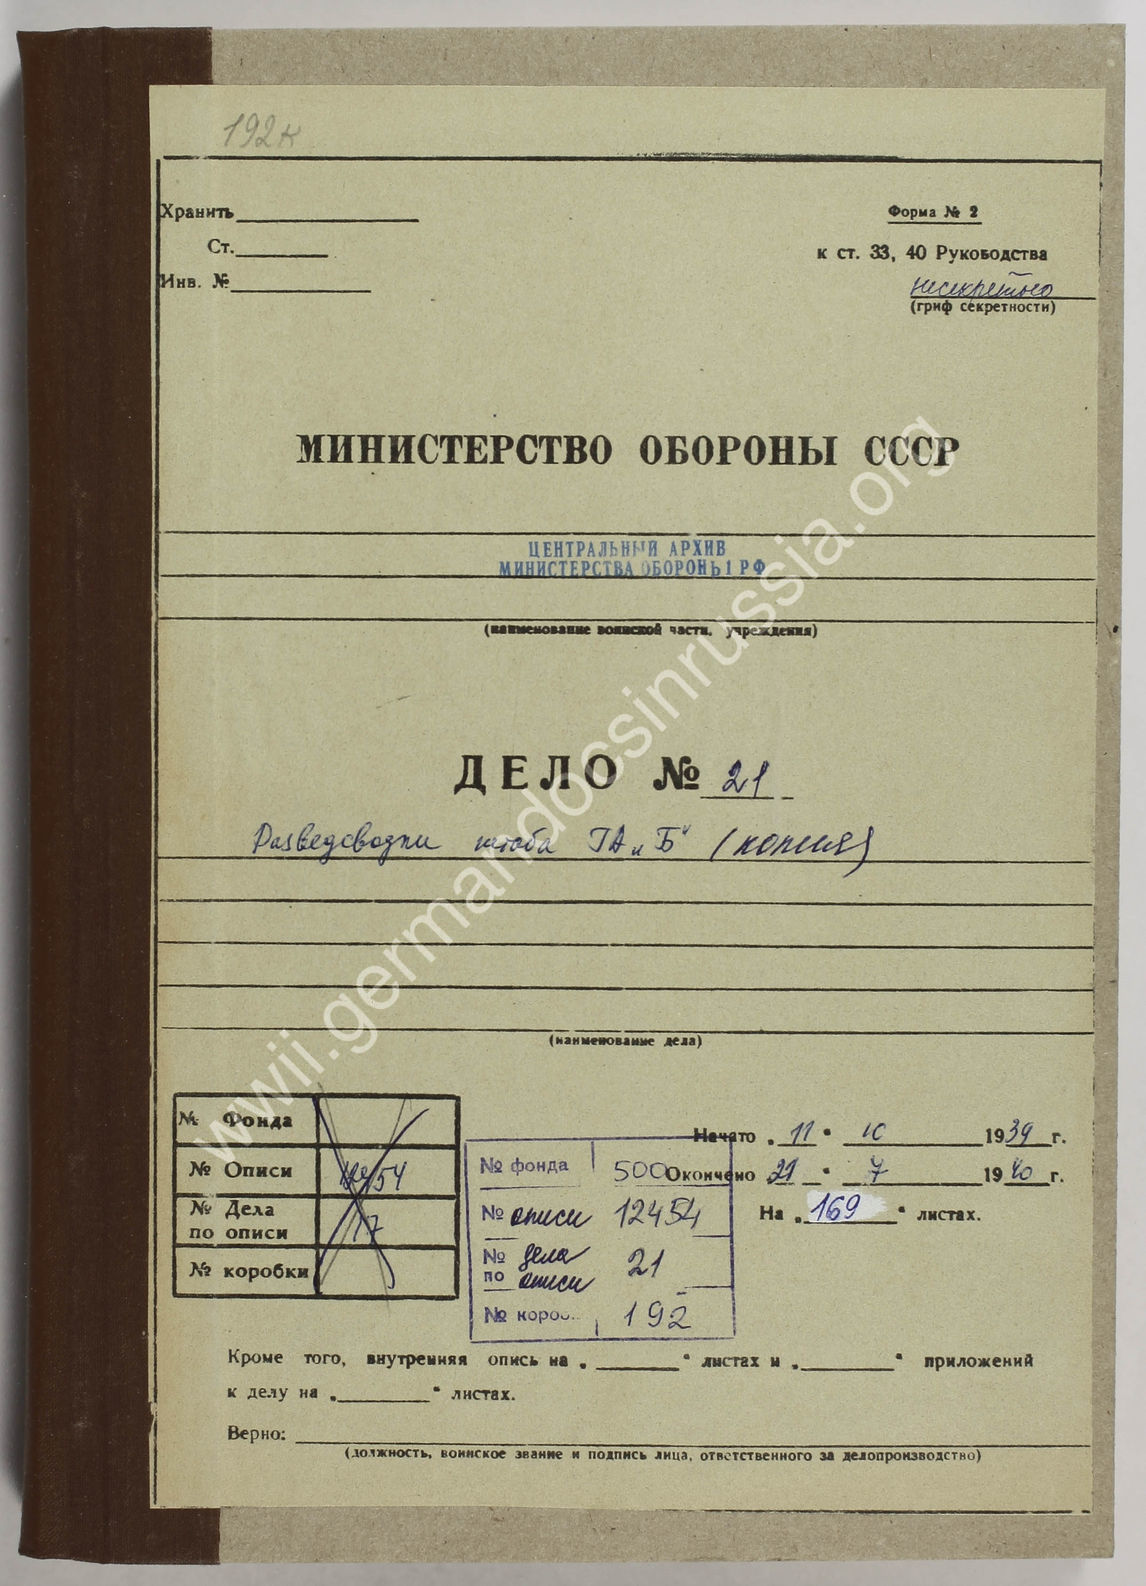 192к
Хранить
Ст.
Инв. №
Форма № 2
к ст. 33, 40 Руководства
несекретно
(гриф секретности)
МИНИСТЕРСТВО ОБОРОНЫ СССР
ЦЕНТРАЛЬНЫЙ АРХИВ
МИНИСТЕРСТВА ОБОРОНЫ РФ
(наименование воинской части, учреждения)
ДЕЛО № 21
Разведсводки штаба ГА „Б“ (копия)
(наименование дела)
№ Фонда
№ Описи 12454
№ Дела
по описи 17
№ коробки
№ фонда 500
№ описи 12454
№ дела
по описи 21
№ короб. 192
Начато „11“ 10 1939 г.
Окончено 21 “ 7 1940 г.
На „169“ листах.
Кроме того, внутренняя опись на „ “ листах и „ “ приложений
к делу на „ “ листах.
Верно:
(должность, воинское звание и подпись лица, ответственного за делопроизводство)
wwii.germandocsinrussia.org